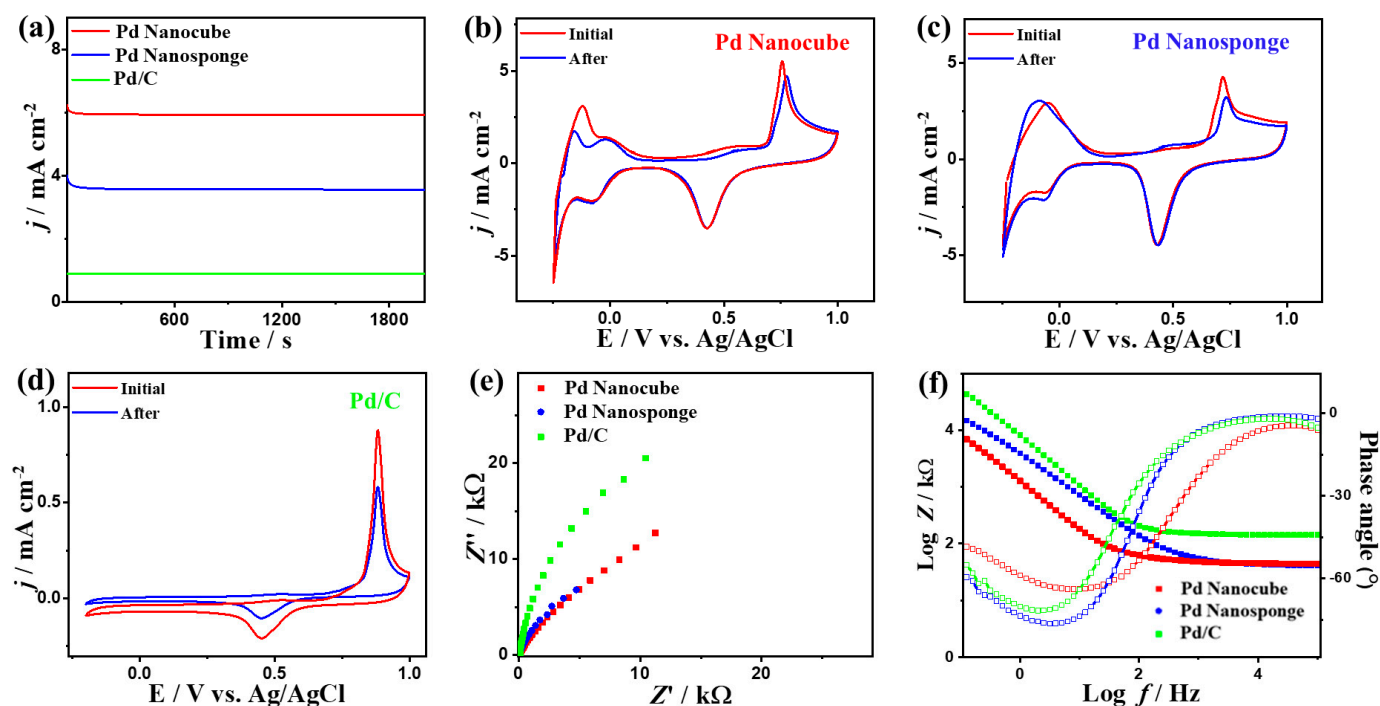 (a)
Pd Nanocube
Pd Nanosponge
Pd/C
8
4
0
j / mA cm⁻²
600
1200
1800
Time / s
(b)
Initial
After
Pd Nanocube
5
0
-5
j / mA cm⁻²
0.0
0.5
1.0
E / V vs. Ag/AgCl
(c)
Initial
After
Pd Nanosponge
5
0
-5
j / mA cm⁻²
0.0
0.5
1.0
E / V vs. Ag/AgCl
(d)
Initial
After
Pd/C
1.0
0.5
0.0
j / mA cm⁻²
0.0
0.5
1.0
E / V vs. Ag/AgCl
(e)
Pd Nanocube
Pd Nanosponge
Pd/C
20
10
0
Z'' / kΩ
0
10
20
Z' / kΩ
(f)
4
2
0
Log Z / kΩ
0
-30
-60
Phase angle (°)
Pd Nanocube
Pd Nanosponge
Pd/C
0
2
4
Log f / Hz